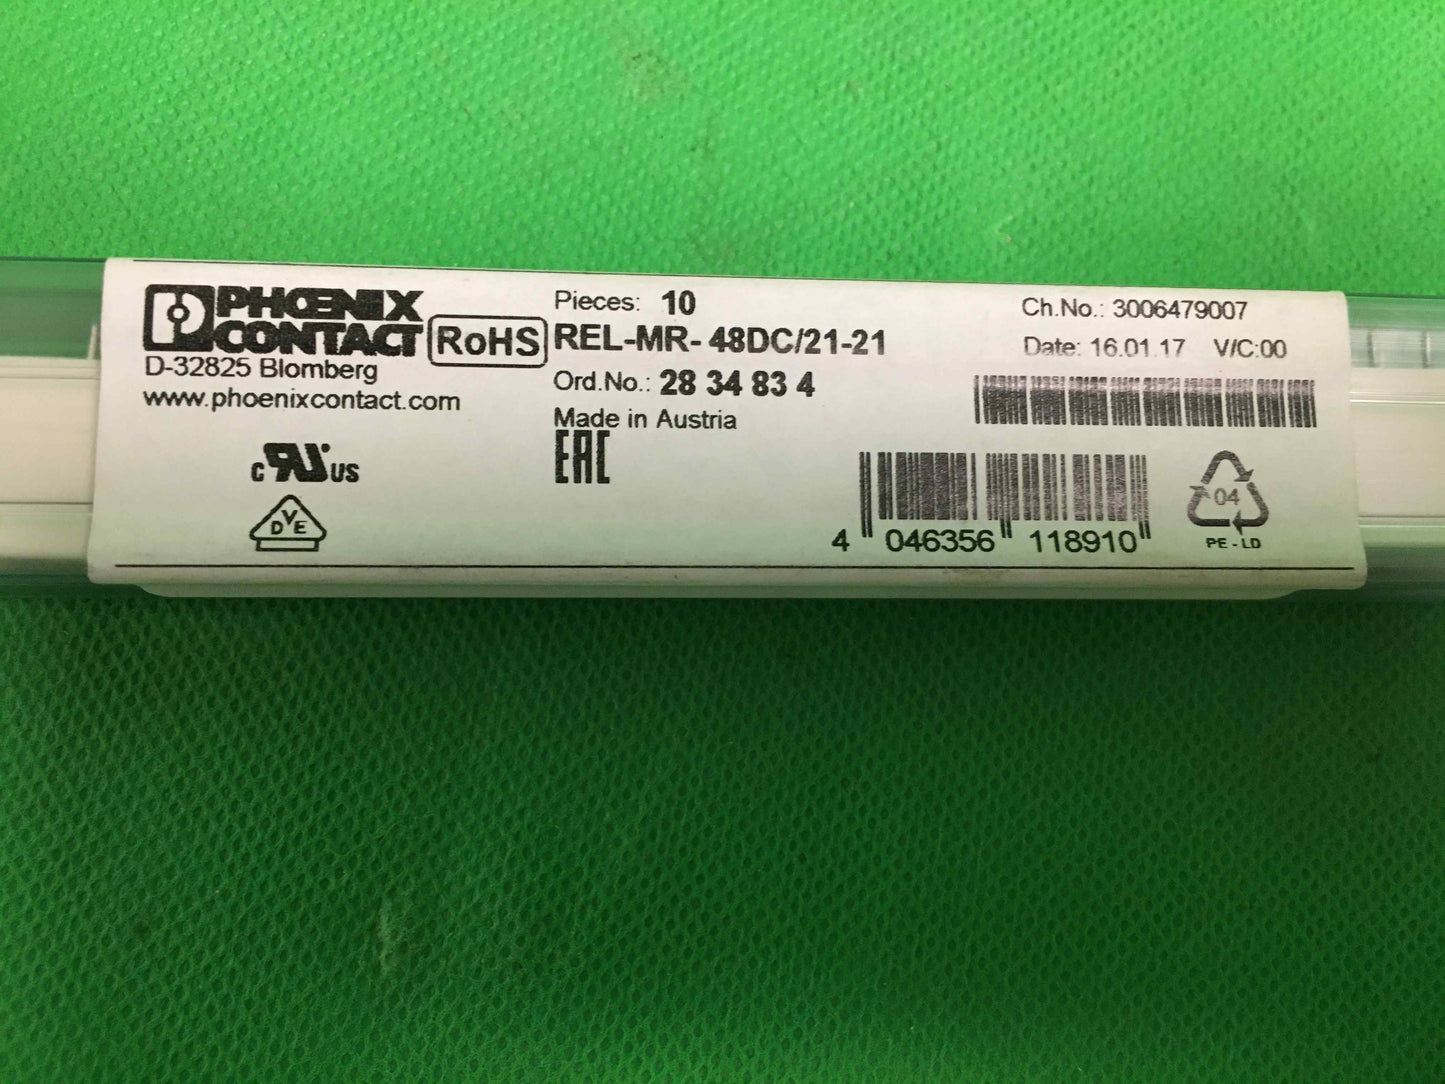 PHOENIX
CONTACT
RoHS
D-32825 Blomberg
www.phoenixcontact.com
c RU US
DVE
Pieces: 10
REL-MR- 48DC/21-21
Ord.No.: 28 34 83 4
Made in Austria
EAC
Ch.No.: 3006479007
Date: 16.01.17 V/C:00
4 046356 118910
04
PE-LD